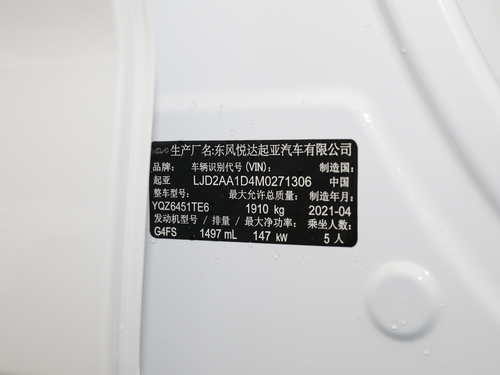 KIA 生产厂名:东风悦达起亚汽车有限公司
品牌: 车辆识别代号(VIN): 制造国:
起亚 LJD2AA1D4M0271306 中国
整车型号: 最大允许总质量: 制造年月:
YQZ6451TE6 1910 kg 2021-04
发动机型号/排量/最大净功率: 乘坐人数:
G4FS 1497 mL 147 kW 5 人